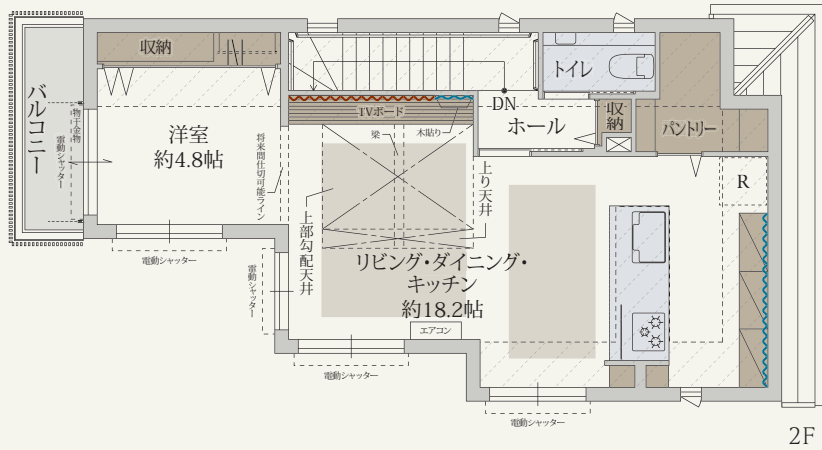 収納
トイレ
バルコニー
物干金物
電動シャッター
洋室
約4.8帖
将来間仕切可能ライン
TVボード
木貼り
梁
DN
ホール
収納
パントリー
R
上部勾配天井
上り天井
リビング・ダイニング・
キッチン
約18.2帖
エアコン
電動シャッター
電動シャッター
電動シャッター
電動シャッター
2F